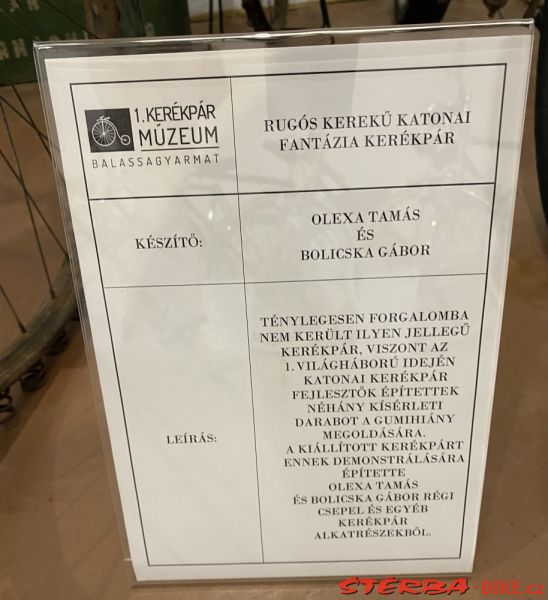 1.KERÉKPÁR
MÚZEUM
BALASSAGYARMAT
RUGÓS KEREKŰ KATONAI
FANTÁZIA KERÉKPÁR
KÉSZÍTŐ:
OLEXA TAMÁS
ÉS
BOLICSKA GÁBOR
LEÍRÁS:
TÉNYLEGESEN FORGALOMBA
NEM KERÜLT ILYEN JELLEGŰ
KERÉKPÁR, VISZONT AZ
1. VILÁGHÁBORÚ IDEJÉN
KATONAI KERÉKPÁR
FEJLESZTŐK ÉPÍTETTEK
NÉHÁNY KÍSÉRLETI
DARABOT A GUMIHIÁNY
MEGOLDÁSÁRA.
A KIÁLLÍTOTT KERÉKPÁRT
ENNEK DEMONSTRÁLÁSÁRA
ÉPÍTETTE
OLEXA TAMÁS
ÉS BOLICSKA GÁBOR RÉGI
CSEPEL ÉS EGYÉB
KERÉKPÁR
ALKATRÉSZEKBŐL.
ŠTĚRBA-BIKE.cz